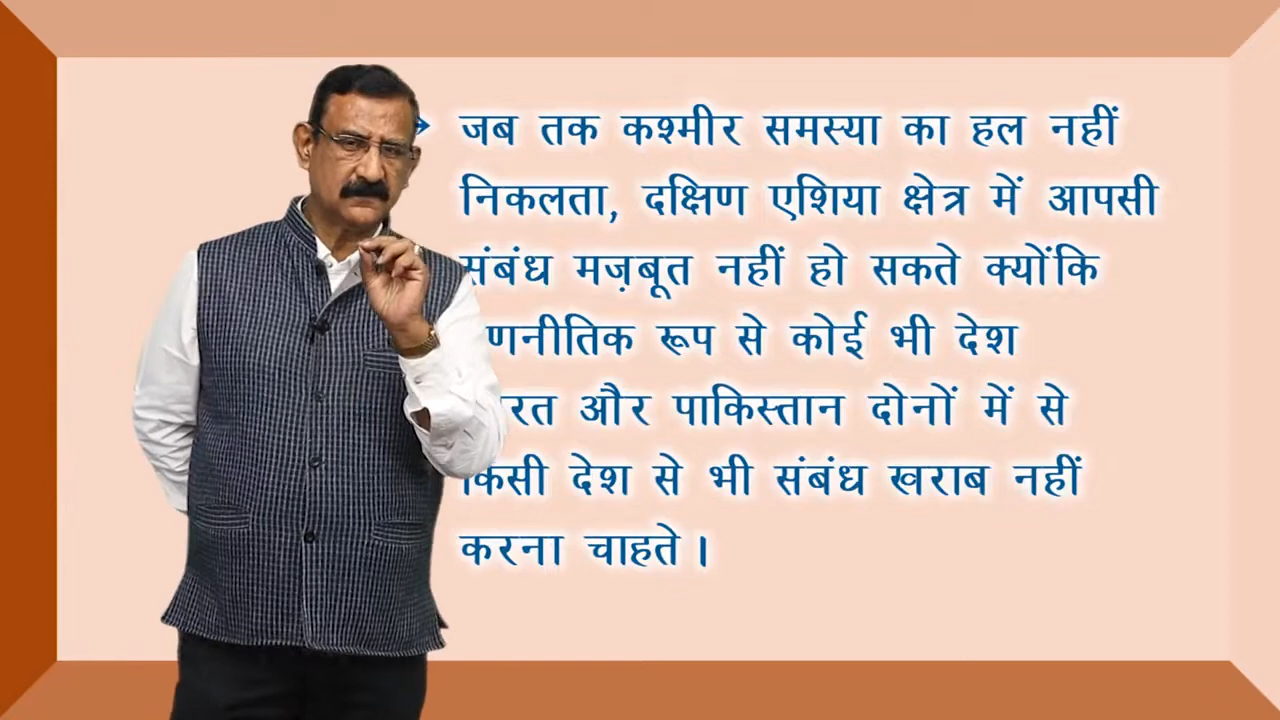 जब तक कश्मीर समस्या का हल नहीं
निकलता, दक्षिण एशिया क्षेत्र में आपसी
संबंध मज़बूत नहीं हो सकते क्योंकि
रूप से कोई भी देश
और पाकिस्तान दोनों में से
किसी देश से भी संबंध खराब नहीं
करना चाहते।